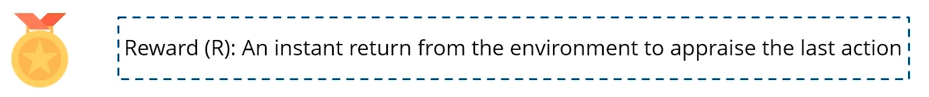 Reward (R): An instant return from the environment to appraise the last action